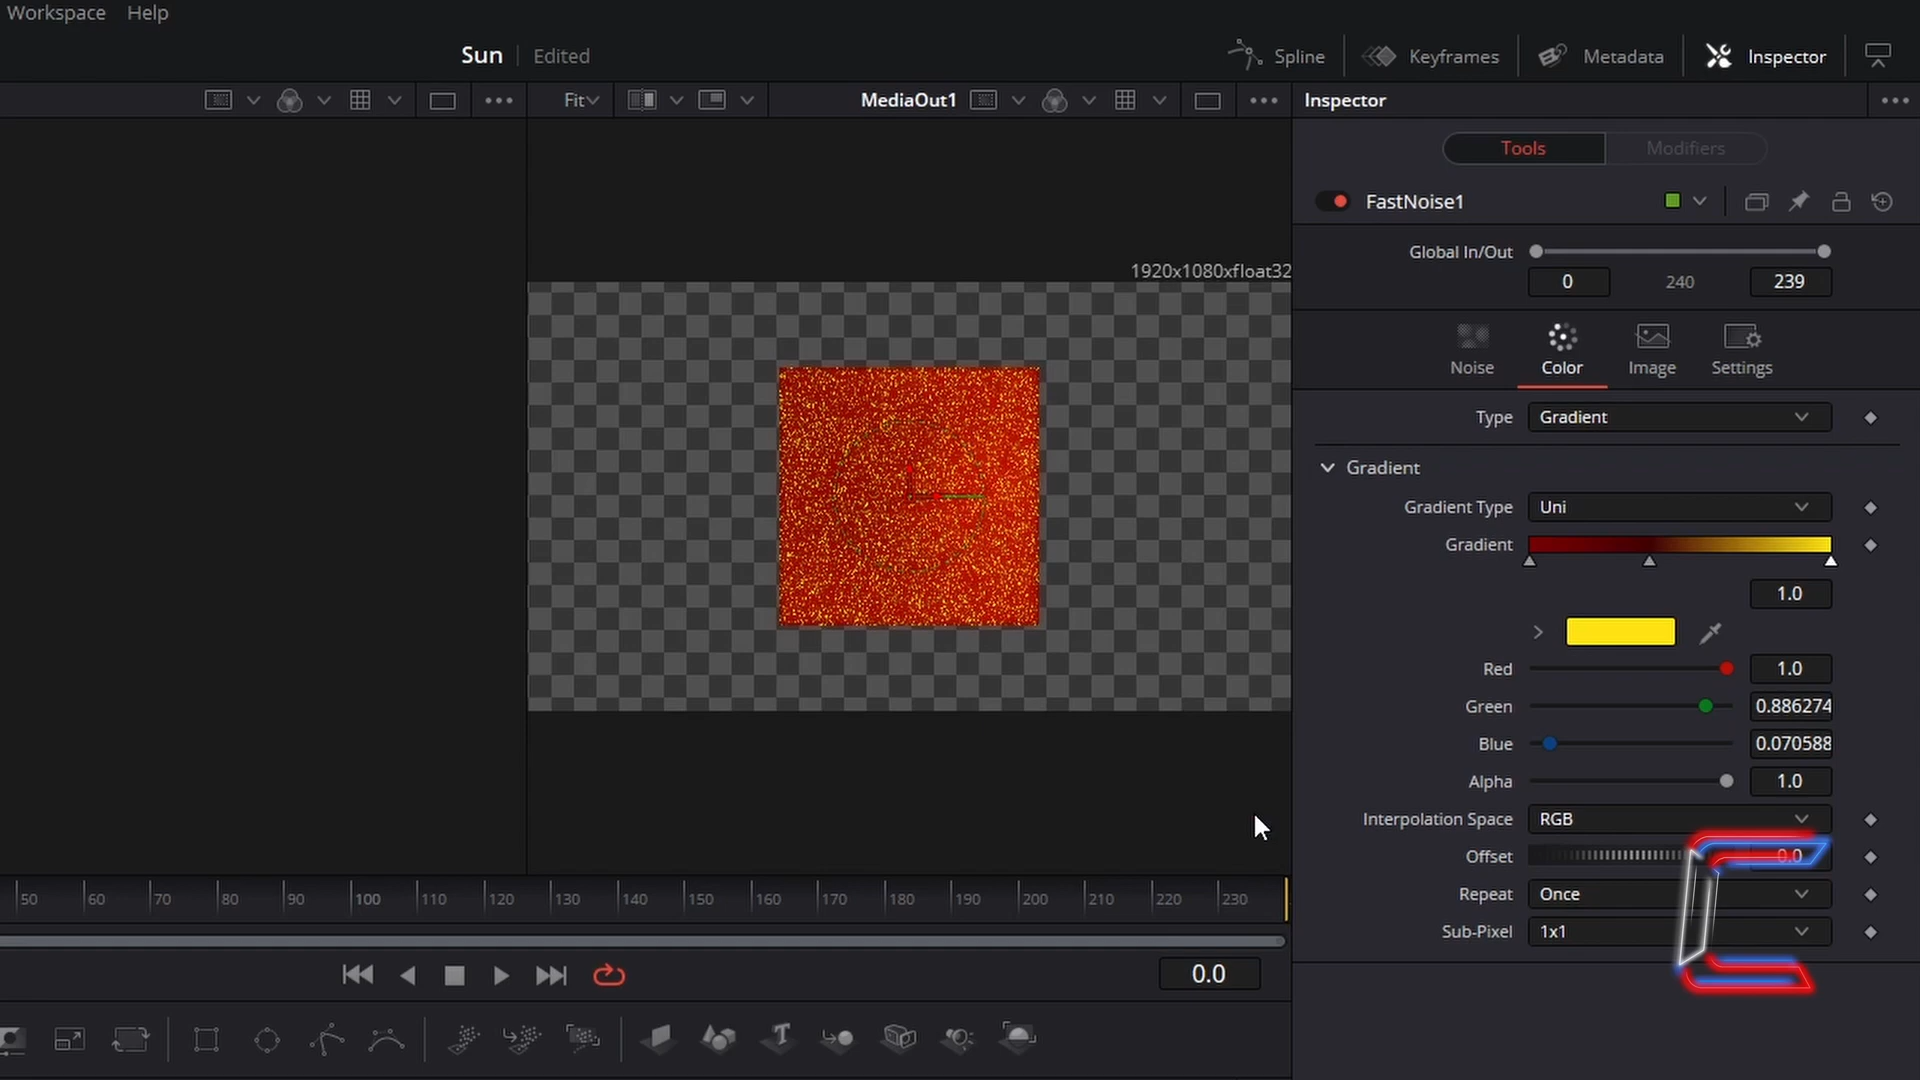 Workspace Help
Sun Edited Spline Keyframes Metadata Inspector
Fit MediaOut1 Inspector
Tools Modifiers
FastNoise1
Global In/Out
0 240 239
1920x1080xfloat32
Noise Color Image Settings
Type Gradient
Gradient
Gradient Type Uni
Gradient
1.0
Red 1.0
Green 0.886274
Blue 0.070588
Alpha 1.0
Interpolation Space RGB
Offset 0.0
Repeat Once
Sub-Pixel 1x1
50 60 70 80 90 100 110 120 130 140 150 160 170 180 190 200 210 220 230
0.0